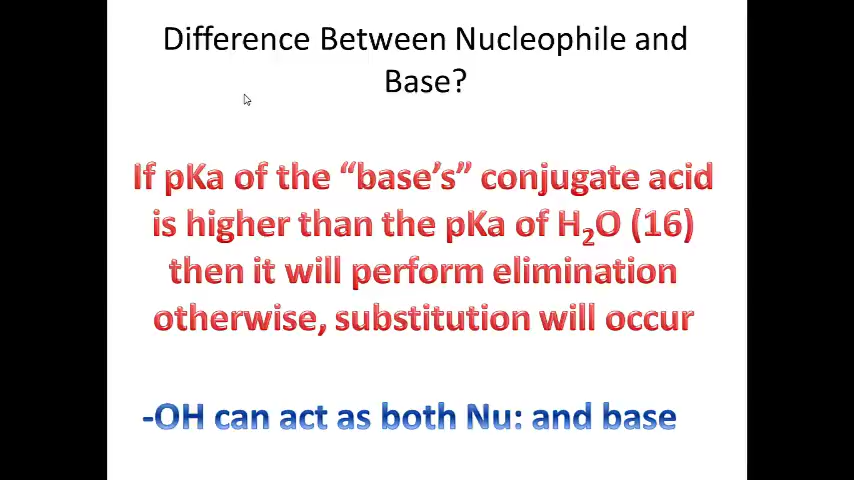 Difference Between Nucleophile and
Base?
If pKa of the “base’s” conjugate acid
is higher than the pKa of H₂O (16)
then it will perform elimination
otherwise, substitution will occur
-OH can act as both Nu: and base